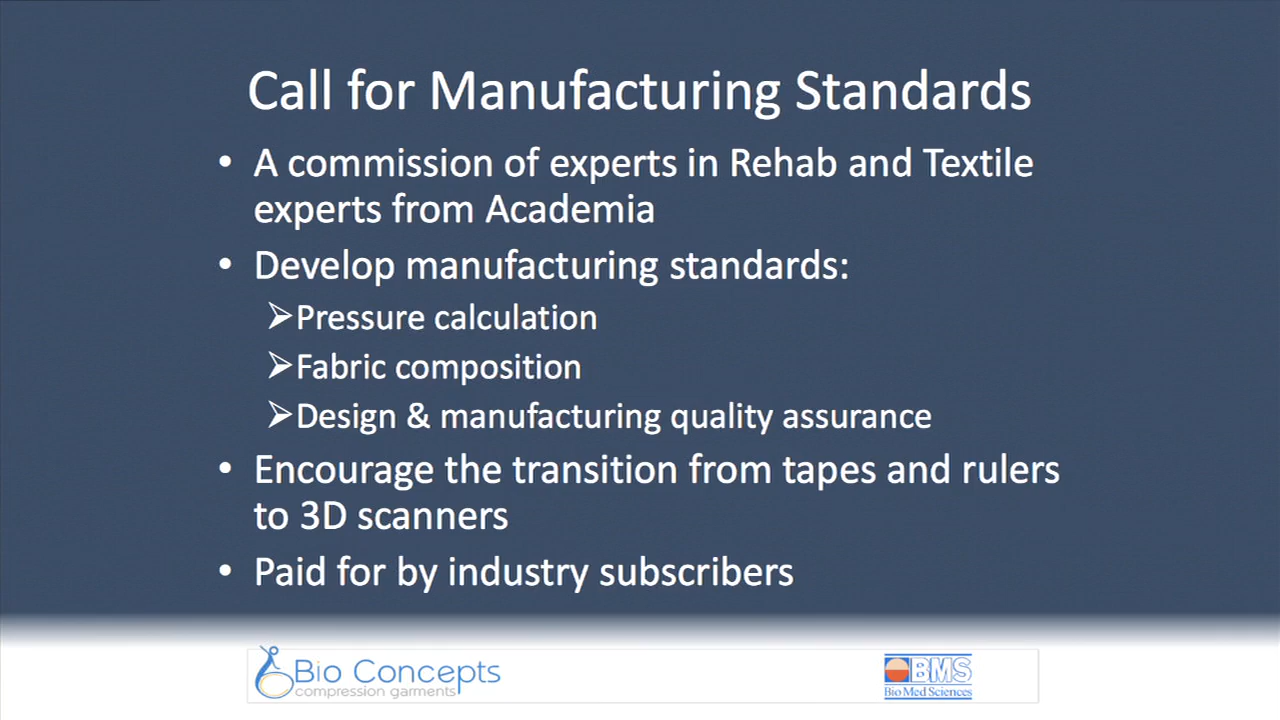 Call for Manufacturing Standards
• A commission of experts in Rehab and Textile
experts from Academia
• Develop manufacturing standards:
➢Pressure calculation
➢Fabric composition
➢Design & manufacturing quality assurance
• Encourage the transition from tapes and rulers
to 3D scanners
• Paid for by industry subscribers
Bio Concepts
compression garments
BMS
Bio Med Sciences